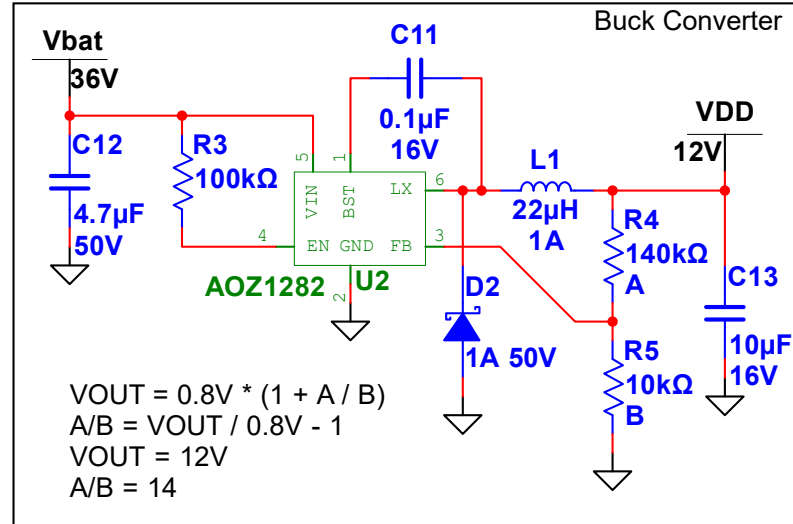 Buck Converter
Vbat
36V
C11
0.1µF
16V
VDD
12V
C12
4.7µF
50V
R3
100kΩ
5
1
VIN
BST
LX
6
L1
22µH
1A
4
EN
GND
FB
3
R4
140kΩ
A
AOZ1282
2
U2
D2
1A 50V
C13
10µF
16V
R5
10kΩ
B
VOUT = 0.8V * (1 + A / B)
A/B = VOUT / 0.8V - 1
VOUT = 12V
A/B = 14